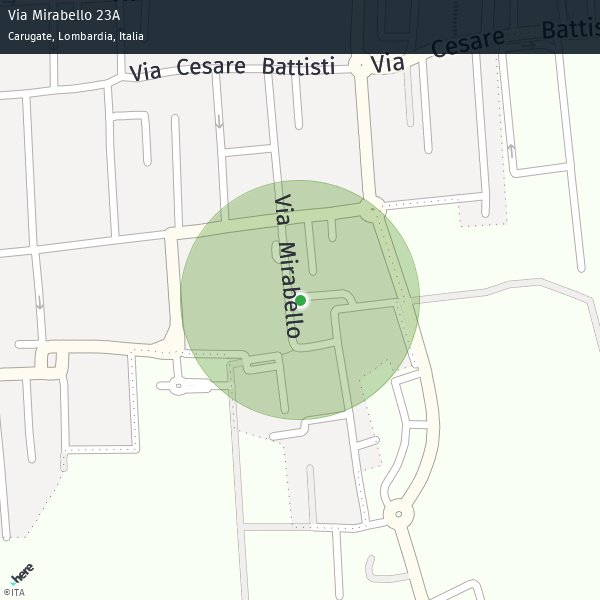 Via Mirabello 23A
Carugate, Lombardia, Italia
Via Cesare Battisti
Via Cesare Battis
Via Mirabello
here
©ITA